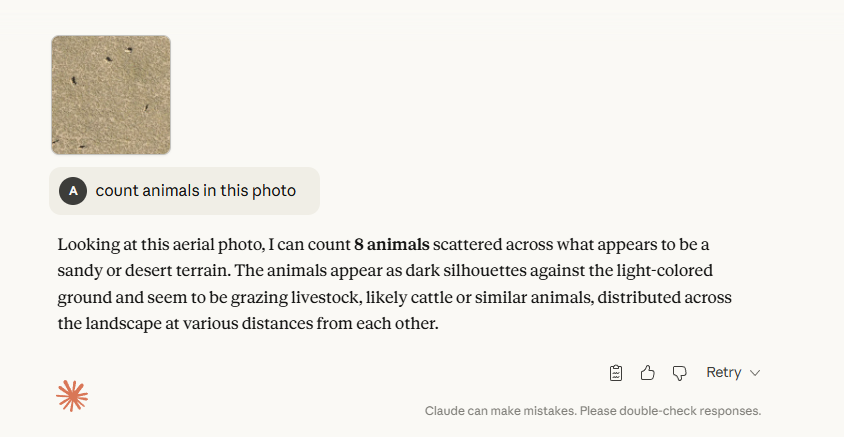 A
count animals in this photo
Looking at this aerial photo, I can count 8 animals scattered across what appears to be a
sandy or desert terrain. The animals appear as dark silhouettes against the light-colored
ground and seem to be grazing livestock, likely cattle or similar animals, distributed across
the landscape at various distances from each other.
Retry
Claude can make mistakes. Please double-check responses.